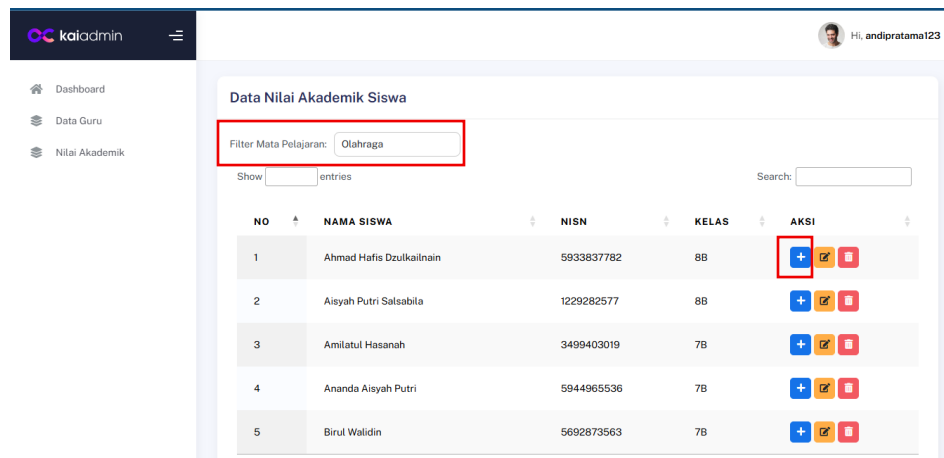 kaiadmin
Hi, andipratama123
Dashboard
Data Guru
Nilai Akademik
Data Nilai Akademik Siswa
Filter Mata Pelajaran: Olahraga
Show entries Search:
NO NAMA SISWA NISN KELAS AKSI
1 Ahmad Hafis Dzulkailnain 5933837782 8B
2 Aisyah Putri Salsabila 1229282577 8B
3 Amilatul Hasanah 3499403019 7B
4 Ananda Aisyah Putri 5944965536 7B
5 Birul Walidin 5692873563 7B